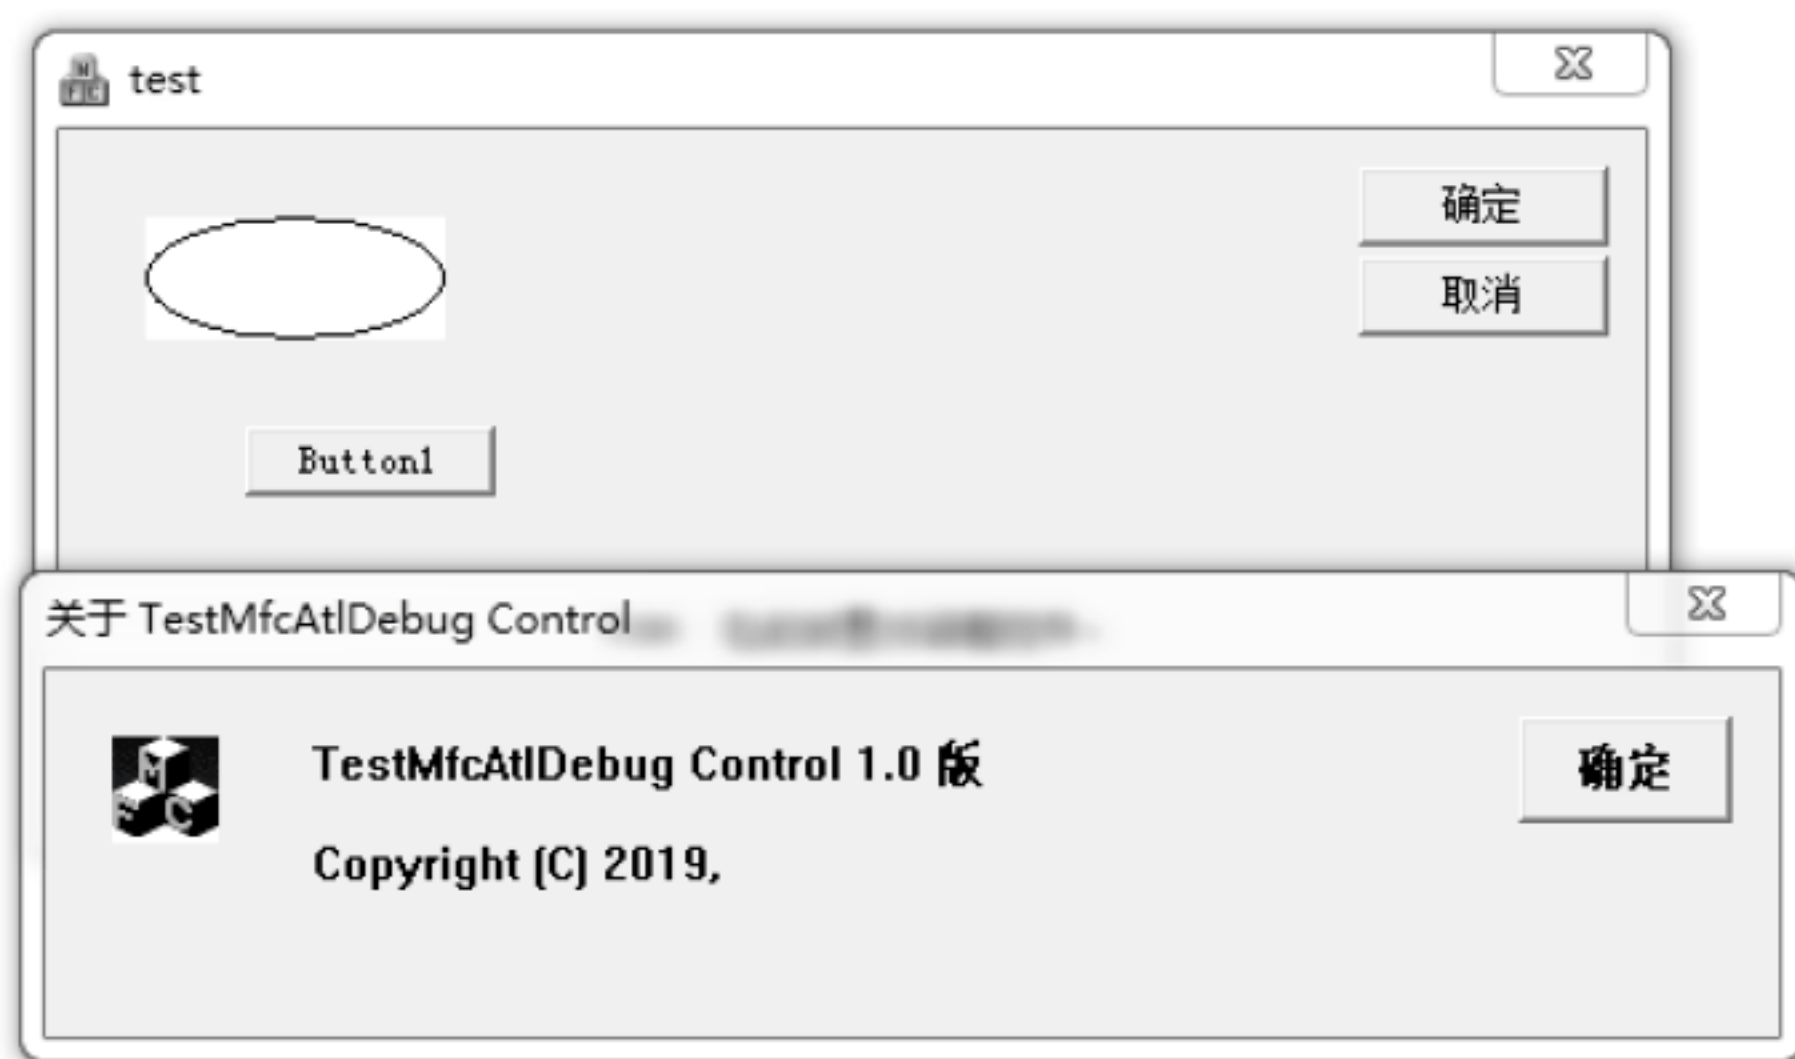 test
确定
取消
Button1
关于 TestMfcAtlDebug Control
TestMfcAtlDebug Control 1.0 版
确定
Copyright (C) 2019,